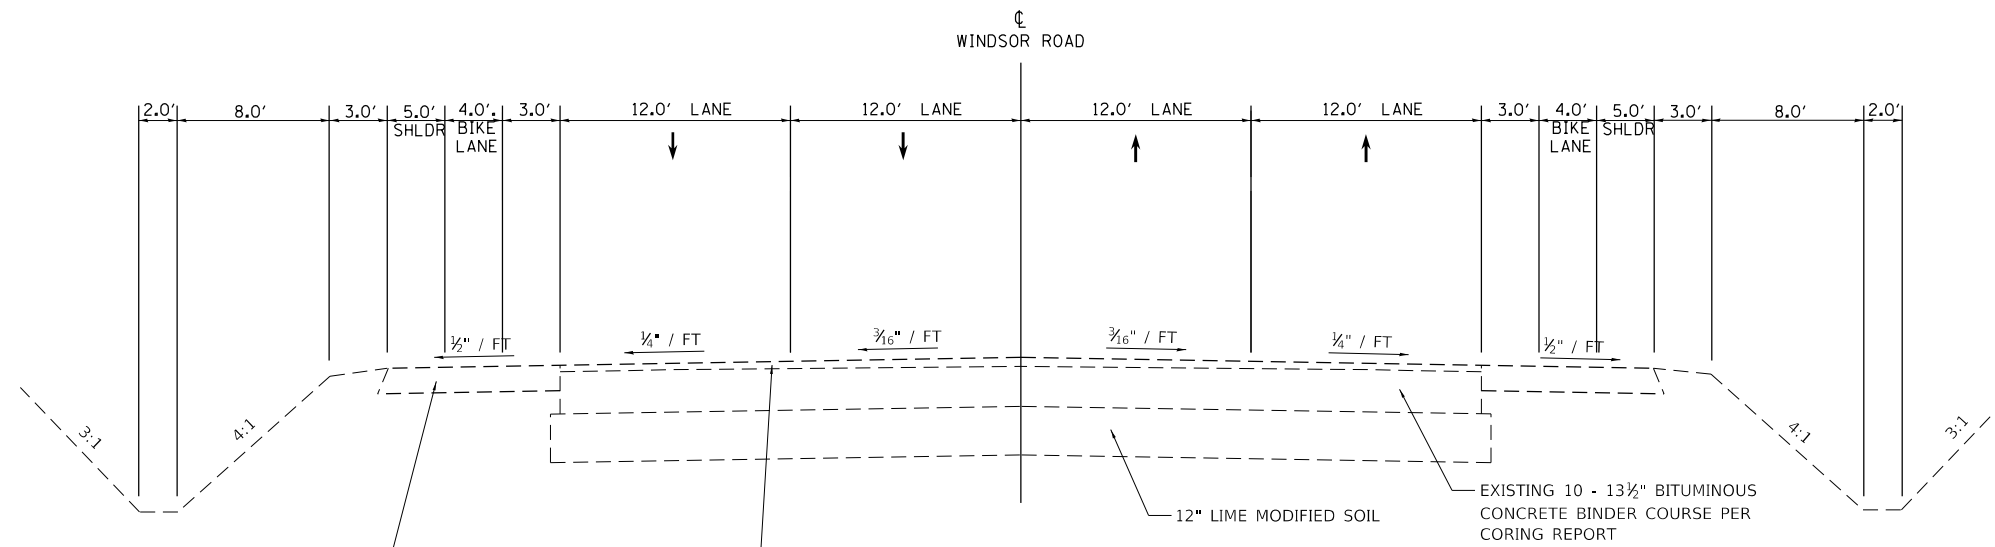 ℄
WINDSOR ROAD
2.0' 8.0' 3.0' 5.0' 4.0' 3.0' 12.0' LANE 12.0' LANE 12.0' LANE 12.0' LANE 3.0' 4.0' 5.0' 3.0' 8.0' 2.0'
SHLDR BIKE BIKE SHLDR
LANE LANE
½" / FT ¼" / FT 3/16" / FT 3/16" / FT ¼" / FT ½" / FT
3:1 4:1 4:1 3:1
12" LIME MODIFIED SOIL
EXISTING 10 - 13½" BITUMINOUS
CONCRETE BINDER COURSE PER
CORING REPORT